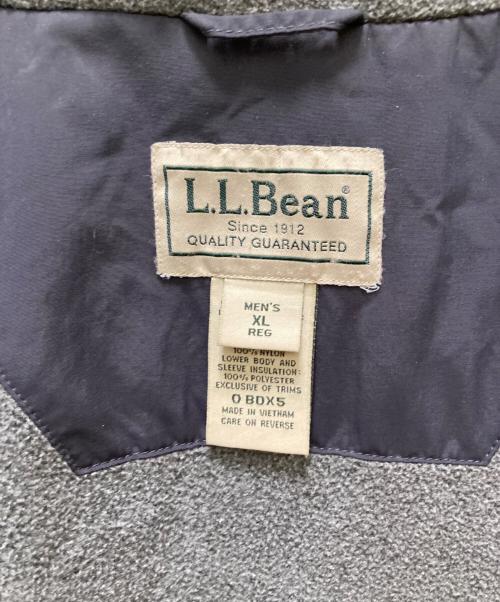 L.L.Bean®
Since 1912
QUALITY GUARANTEED
MEN'S
XL
REG
100% NYLON
LOWER BODY AND
SLEEVE INSULATION:
100% POLYESTER
EXCLUSIVE OF TRIMS
0 BDX5
MADE IN VIETNAM
CARE ON REVERSE